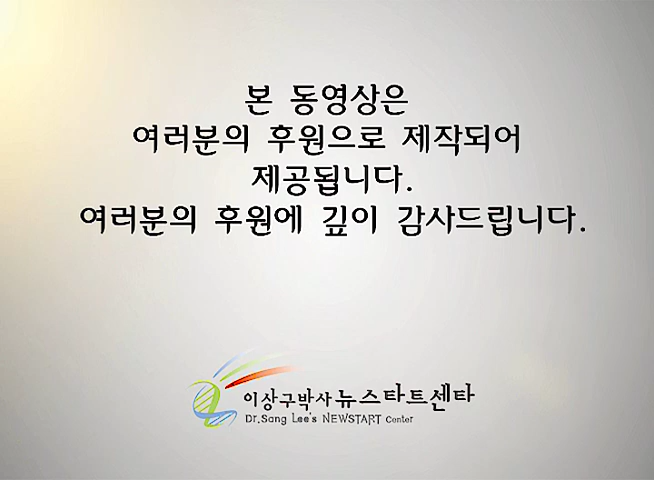 본 동영상은
여러분의 후원으로 제작되어
제공됩니다.
여러분의 후원에 깊이 감사드립니다.
이상구박사뉴스타트센타
Dr.Sang Lee's NEWSTART Center